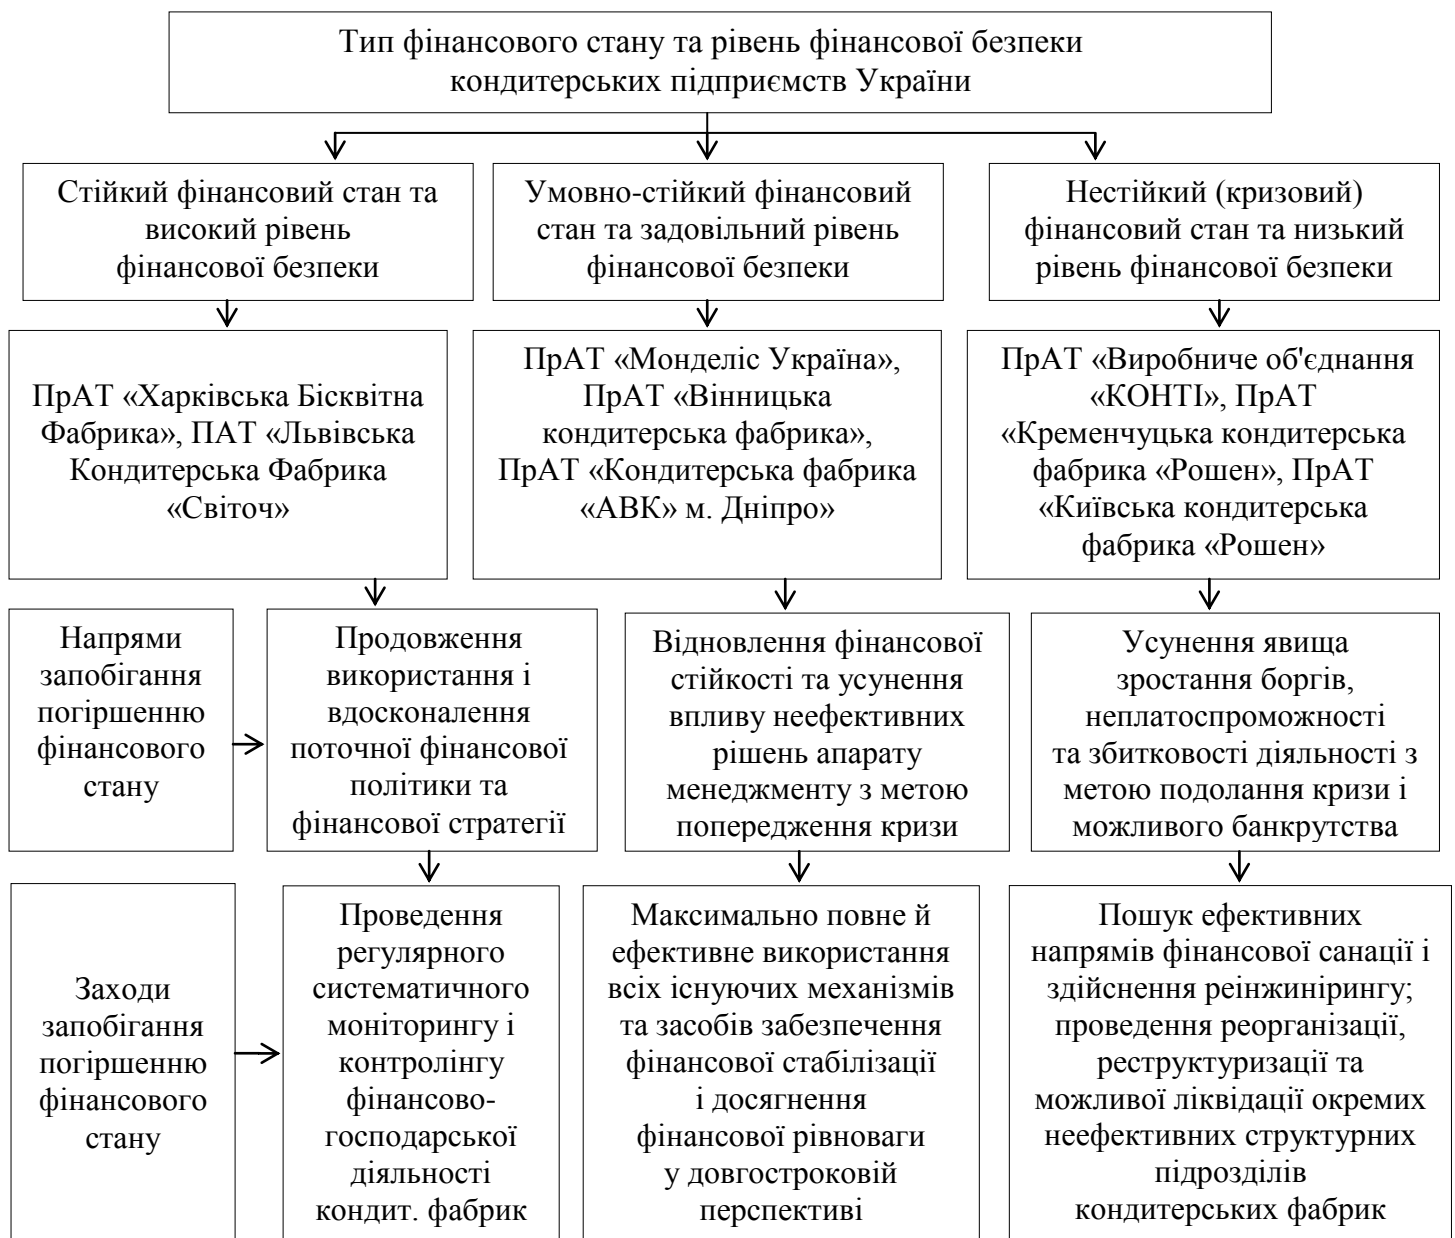 Тип фінансового стану та рівень фінансової безпеки
кондитерських підприємств України
Стійкий фінансовий стан та
високий рівень
фінансової безпеки
Умовно-стійкий фінансовий
стан та задовільний рівень
фінансової безпеки
Нестійкий (кризовий)
фінансовий стан та низький
рівень фінансової безпеки
ПрАТ «Харківська Бісквітна
Фабрика», ПАТ «Львівська
Кондитерська Фабрика
«Світоч»
ПрАТ «Монделіс Україна»,
ПрАТ «Вінницька
кондитерська фабрика»,
ПрАТ «Кондитерська фабрика
«АВК» м. Дніпро»
ПрАТ «Виробниче об'єднання
«КОНТІ», ПрАТ
«Кременчуцька кондитерська
фабрика «Рошен», ПрАТ
«Київська кондитерська
фабрика «Рошен»
Напрями
запобігання
погіршенню
фінансового
стану
Продовження
використання і
вдосконалення
поточної фінансової
політики та
фінансової стратегії
Відновлення фінансової
стійкості та усунення
впливу неефективних
рішень апарату
менеджменту з метою
попередження кризи
Усунення явища
зростання боргів,
неплатоспроможності
та збитковості діяльності з
метою подолання кризи і
можливого банкрутства
Заходи
запобігання
погіршенню
фінансового
стану
Проведення
регулярного
систематичного
моніторингу і
контролінгу
фінансово-
господарської
діяльності
кондит. фабрик
Максимально повне й
ефективне використання
всіх існуючих механізмів
та засобів забезпечення
фінансової стабілізації
і досягнення
фінансової рівноваги
у довгостроковій
перспективі
Пошук ефективних
напрямів фінансової санації і
здійснення реінжинірингу;
проведення реорганізації,
реструктуризації та
можливої ліквідації окремих
неефективних структурних
підрозділів
кондитерських фабрик